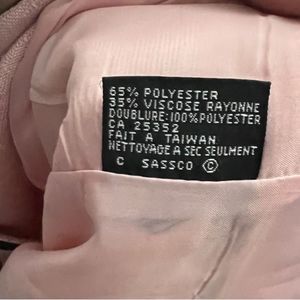 65% POLYESTER
35% VISCOSE RAYONNE
DOUBLURE:100%POLYESTER
CA 25352
FAIT A TAIWAN
NETTOYAGE A SEC SEULMENT
C SASSCO ©